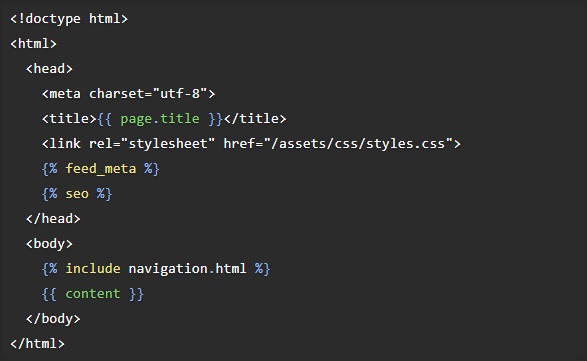 <!doctype html>
<html>
  <head>
    <meta charset="utf-8">
    <title>{{ page.title }}</title>
    <link rel="stylesheet" href="/assets/css/styles.css">
    {% feed_meta %}
    {% seo %}
  </head>
  <body>
    {% include navigation.html %}
    {{ content }}
  </body>
</html>